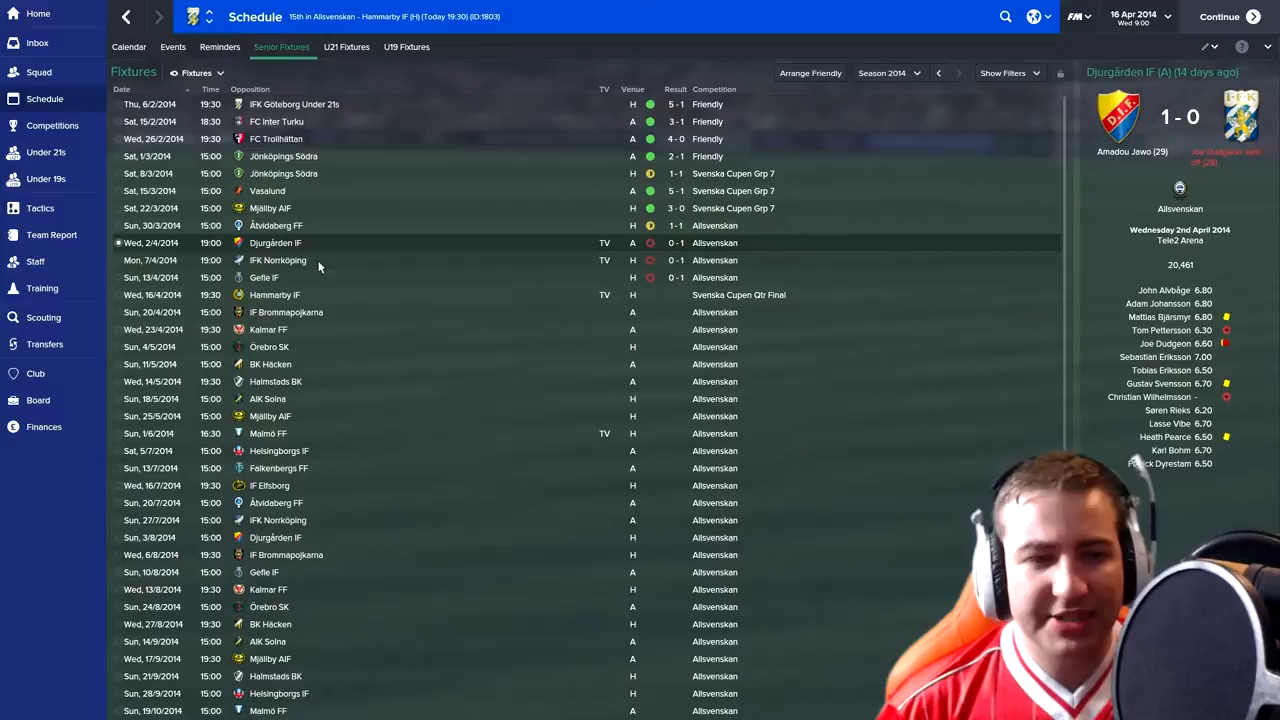 Home
Inbox
Squad
Schedule
Competitions
Under 21s
Under 19s
Tactics
Team Report
Staff
Training
Scouting
Transfers
Club
Board
Finances
Schedule 15th in Allsvenskan - Hammarby IF (H) (Today 19:30) (ID:1803)
FM
16 Apr 2014
Wed 9:00
Continue
Calendar Events Reminders Senior Fixtures U21 Fixtures U19 Fixtures
Fixtures Fixtures Arrange Friendly Season 2014 Show Filters
Date Time Opposition TV Venue Result Competition
Thu, 6/2/2014 19:30 IFK Göteborg Under 21s H 5 - 1 Friendly
Sat, 15/2/2014 18:30 FC Inter Turku A 3 - 1 Friendly
Wed, 26/2/2014 19:30 FC Trollhättan A 4 - 0 Friendly
Sat, 1/3/2014 15:00 Jönköpings Södra A 2 - 1 Friendly
Sat, 8/3/2014 15:00 Jönköpings Södra H 1 - 1 Svenska Cupen Grp 7
Sat, 15/3/2014 15:00 Vasalund A 5 - 1 Svenska Cupen Grp 7
Sat, 22/3/2014 15:00 Mjällby AIF H 3 - 0 Svenska Cupen Grp 7
Sun, 30/3/2014 15:00 Åtvidaberg FF H 1 - 1 Allsvenskan
Wed, 2/4/2014 19:00 Djurgården IF TV A 0 - 1 Allsvenskan
Mon, 7/4/2014 19:00 IFK Norrköping TV H 0 - 1 Allsvenskan
Sun, 13/4/2014 15:00 Gefle IF H 0 - 1 Allsvenskan
Wed, 16/4/2014 19:30 Hammarby IF TV H Svenska Cupen Qtr Final
Sun, 20/4/2014 15:00 IF Brommapojkarna A Allsvenskan
Wed, 23/4/2014 19:30 Kalmar FF A Allsvenskan
Sun, 4/5/2014 15:00 Örebro SK H Allsvenskan
Sun, 11/5/2014 15:00 BK Häcken A Allsvenskan
Wed, 14/5/2014 19:30 Halmstads BK H Allsvenskan
Sun, 18/5/2014 15:00 AIK Solna H Allsvenskan
Sun, 25/5/2014 15:00 Mjällby AIF A Allsvenskan
Sun, 1/6/2014 16:30 Malmö FF TV H Allsvenskan
Sat, 5/7/2014 15:00 Helsingborgs IF A Allsvenskan
Sun, 13/7/2014 15:00 Falkenbergs FF A Allsvenskan
Wed, 16/7/2014 19:30 IF Elfsborg H Allsvenskan
Sun, 20/7/2014 15:00 Åtvidaberg FF A Allsvenskan
Sun, 27/7/2014 15:00 IFK Norrköping A Allsvenskan
Sun, 3/8/2014 15:00 Djurgården IF H Allsvenskan
Wed, 6/8/2014 19:30 IF Brommapojkarna H Allsvenskan
Sun, 10/8/2014 15:00 Gefle IF A Allsvenskan
Wed, 13/8/2014 19:30 Kalmar FF H Allsvenskan
Sun, 24/8/2014 15:00 Örebro SK A Allsvenskan
Wed, 27/8/2014 15:00 BK Häcken H Allsvenskan
Sun, 14/9/2014 15:00 AIK Solna A Allsvenskan
Wed, 17/9/2014 19:30 Mjällby AIF H Allsvenskan
Sun, 21/9/2014 15:00 Halmstads BK A Allsvenskan
Sun, 28/9/2014 15:00 Helsingborgs IF H Allsvenskan
Sun, 19/10/2014 15:00 Malmö FF A Allsvenskan
Djurgården IF (A) (14 days ago)
D.I.F 1 - 0 I.F.K
Amadou Jawo (29) Joe Dudgeon sent
off
Allsvenskan
Wednesday 2nd April 2014
Tele2 Arena
20,461
John Alvbåge 6.80
Adam Johansson 6.80
Mattias Bjärsmyr 6.80
Tom Pettersson 6.30
Joe Dudgeon 6.60
Sebastian Eriksson 7.00
Tobias Eriksson 6.50
Gustav Svensson 6.70
Christian Wilhelmsson -
Søren Rieks 6.20
Lasse Vibe 6.70
Heath Pearce 6.50
Karl Bohm 6.70
Dyrestam 6.50